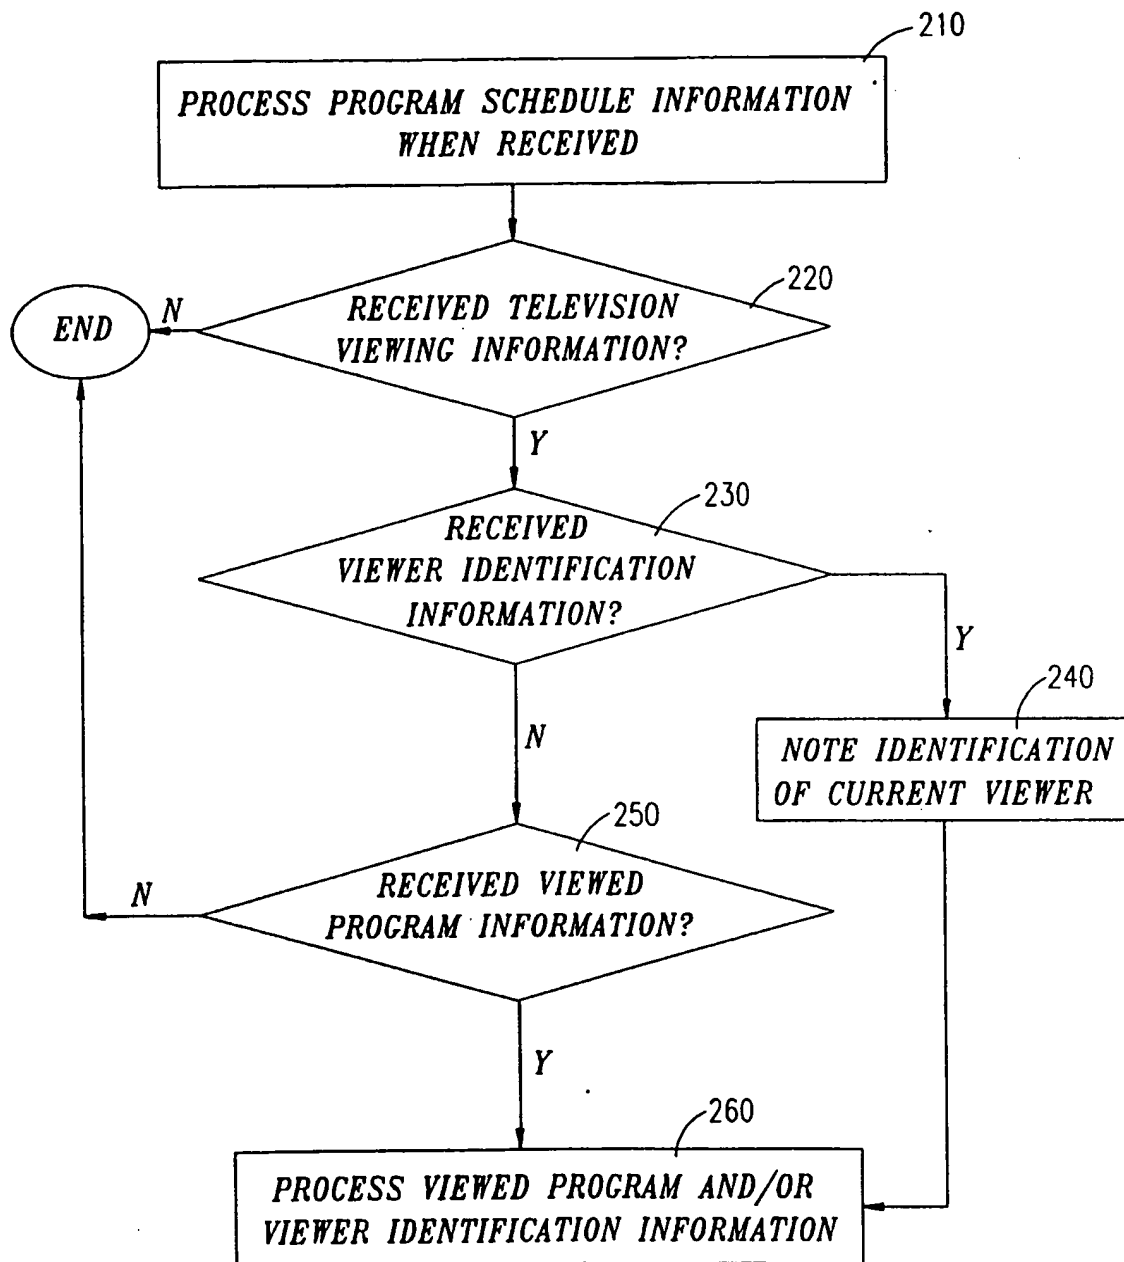 210
PROCESS PROGRAM SCHEDULE INFORMATION
WHEN RECEIVED
220
RECEIVED TELEVISION
VIEWING INFORMATION?
N
END
Y
230
RECEIVED
VIEWER IDENTIFICATION
INFORMATION?
Y
240
NOTE IDENTIFICATION
OF CURRENT VIEWER
N
250
RECEIVED VIEWED
PROGRAM INFORMATION?
N
Y
260
PROCESS VIEWED PROGRAM AND/OR
VIEWER IDENTIFICATION INFORMATION